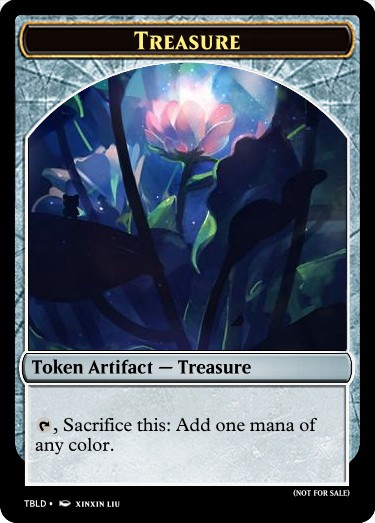 TREASURE
Token Artifact — Treasure
, Sacrifice this: Add one mana of
any color.
(NOT FOR SALE)
TBLD • XINXIN LIU